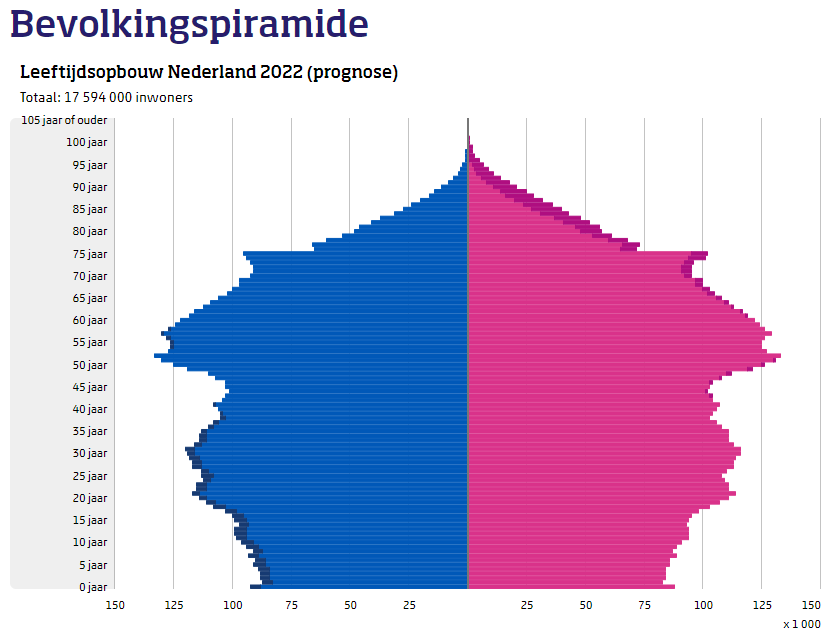 Bevolkingspiramide
Leeftijdsopbouw Nederland 2022 (prognose)
Totaal: 17 594 000 inwoners
105 jaar of ouder
100 jaar
95 jaar
90 jaar
85 jaar
80 jaar
75 jaar
70 jaar
65 jaar
60 jaar
55 jaar
50 jaar
45 jaar
40 jaar
35 jaar
30 jaar
25 jaar
20 jaar
15 jaar
10 jaar
5 jaar
0 jaar
150 125 100 75 50 25 25 50 75 100 125 150
x 1 000